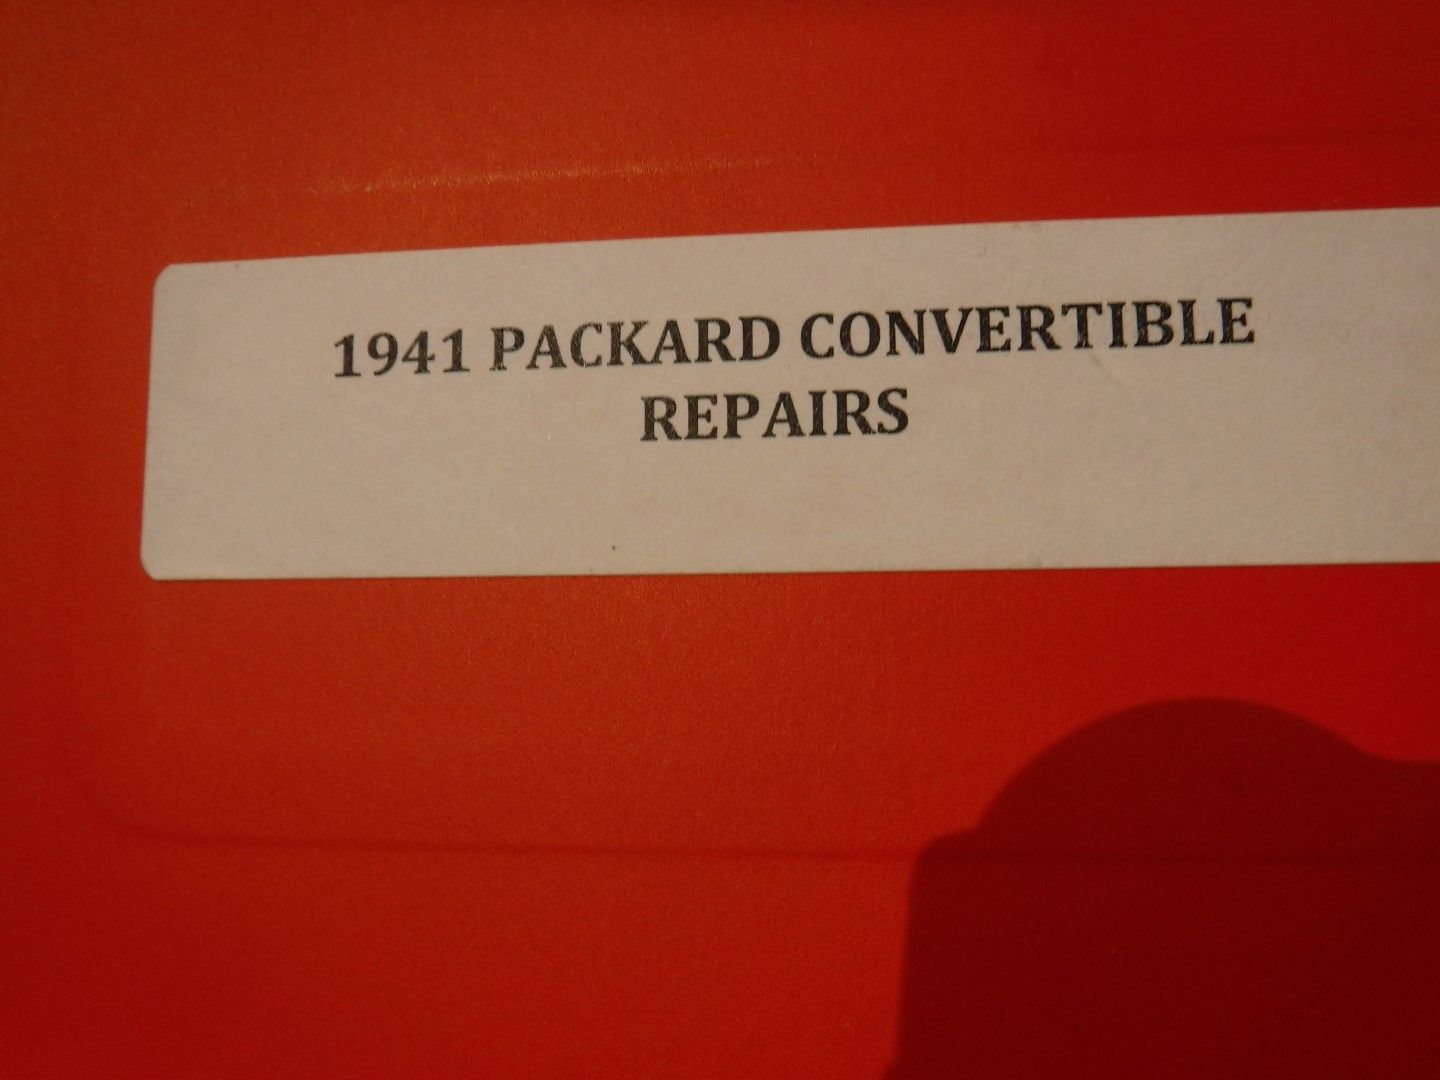 1941 PACKARD CONVERTIBLE
REPAIRS